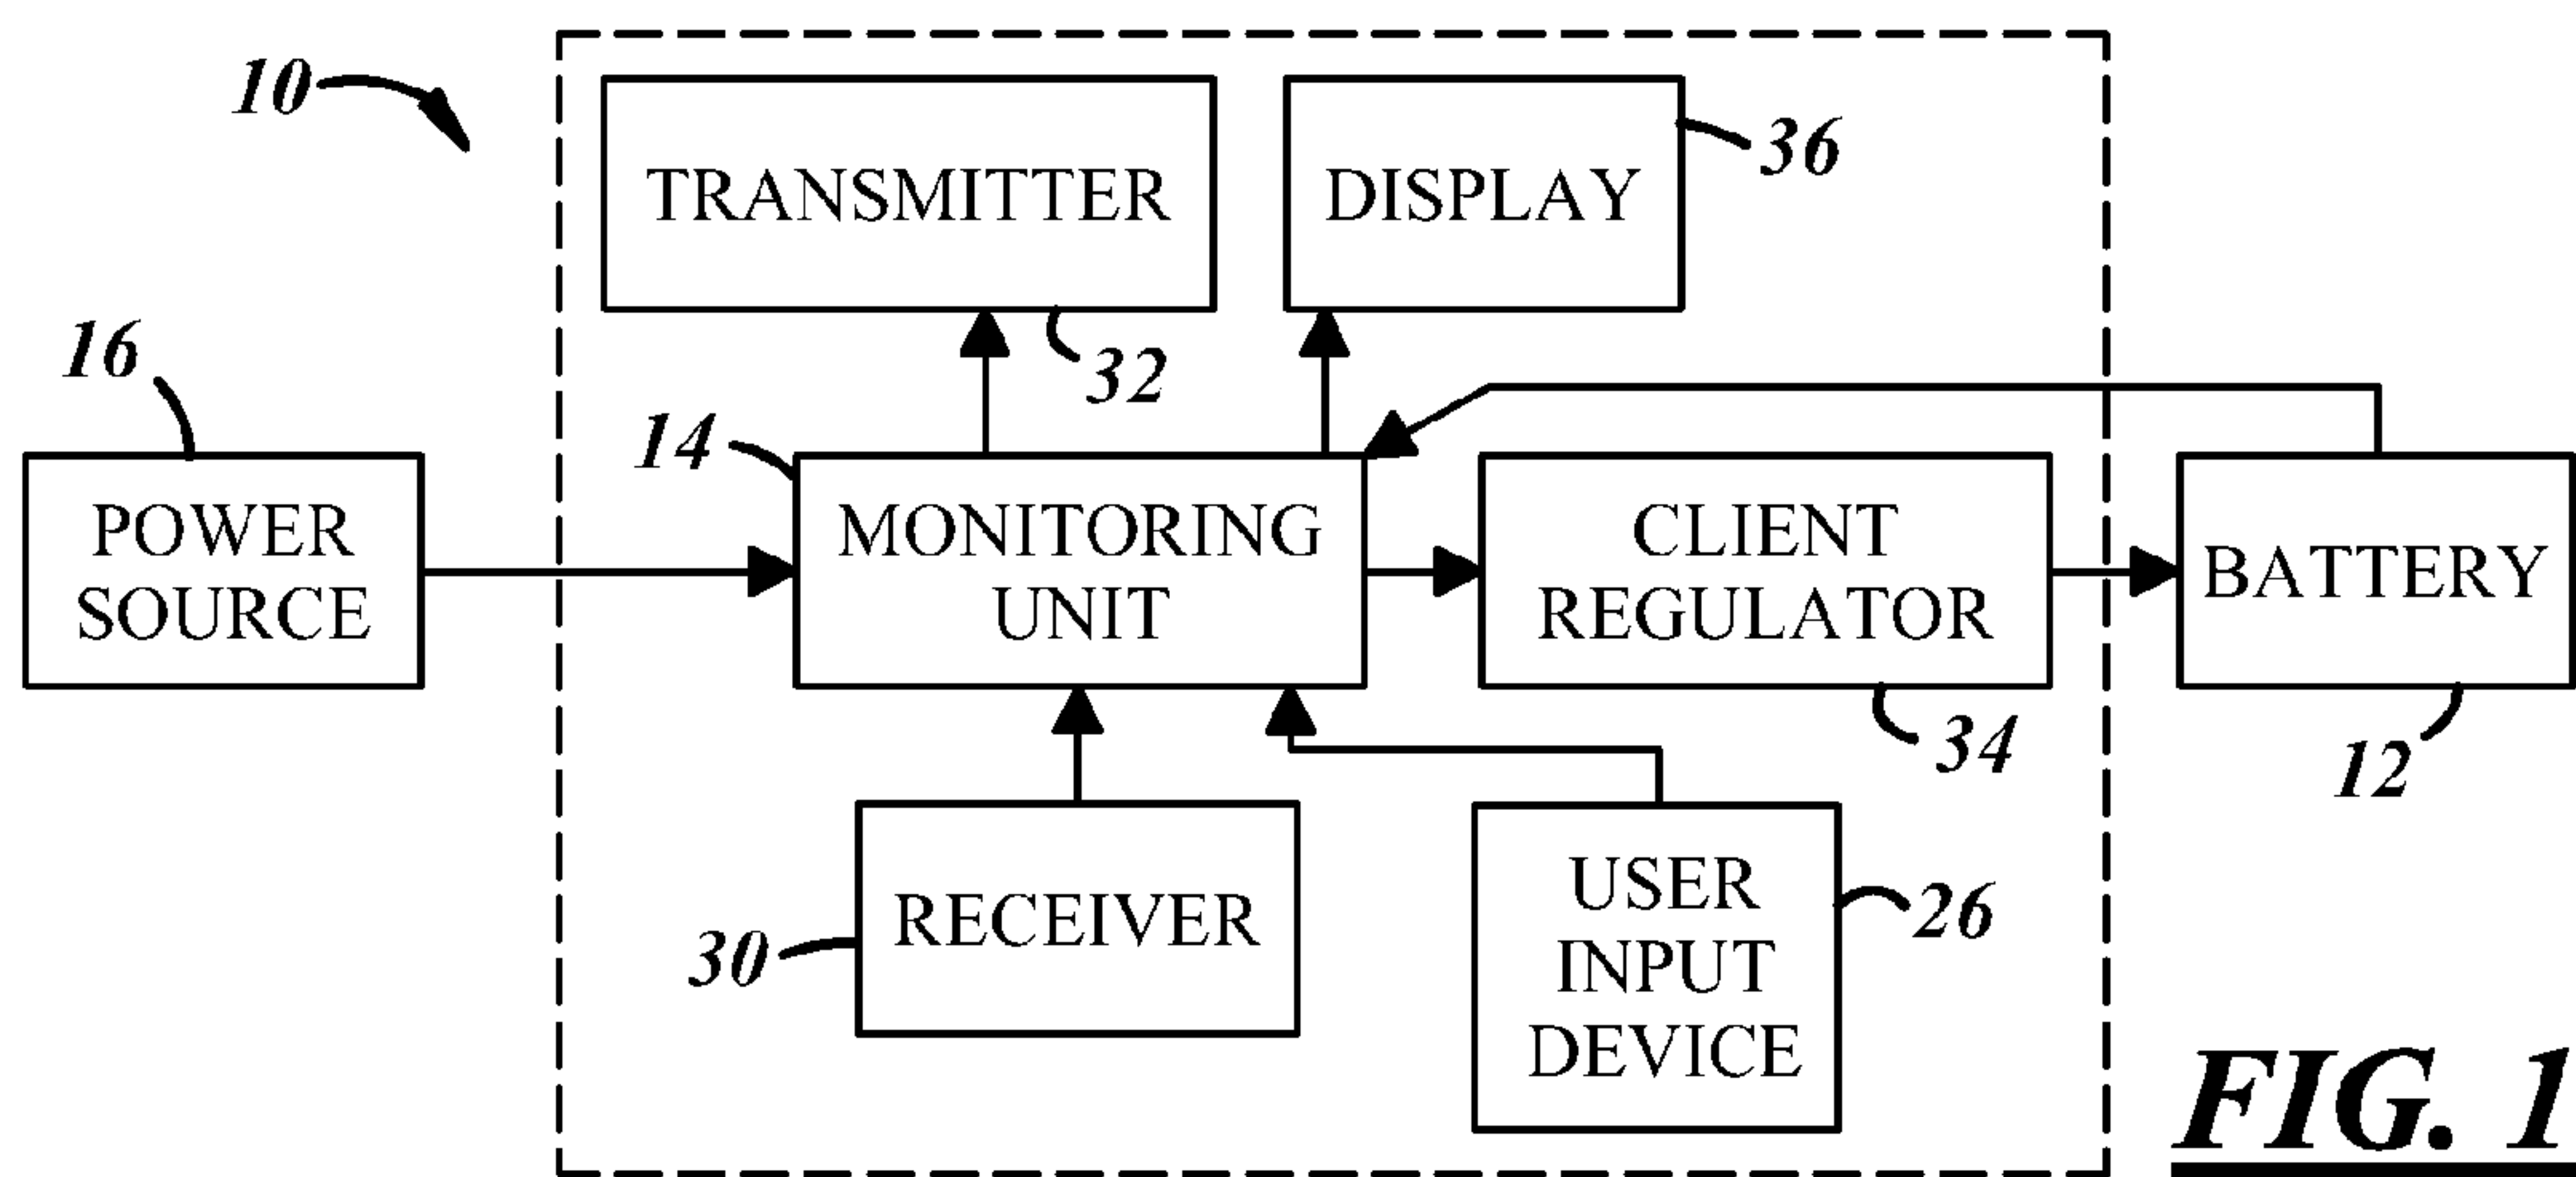 10
TRANSMITTER
DISPLAY
36
16
32
14
POWER
SOURCE
MONITORING
UNIT
CLIENT
REGULATOR
BATTERY
34
12
RECEIVER
30
USER
INPUT
DEVICE
26
FIG. 1